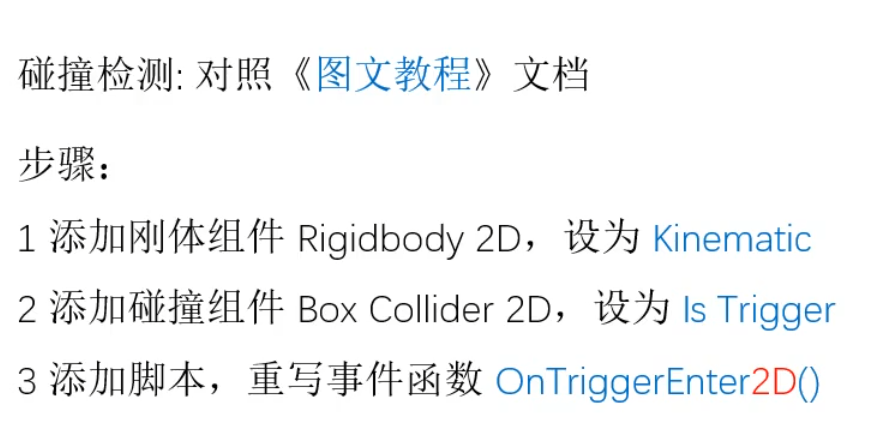 碰撞检测: 对照《图文教程》文档
步骤：
1 添加刚体组件 Rigidbody 2D，设为 Kinematic
2 添加碰撞组件 Box Collider 2D，设为 Is Trigger
3 添加脚本，重写事件函数 OnTriggerEnter2D()